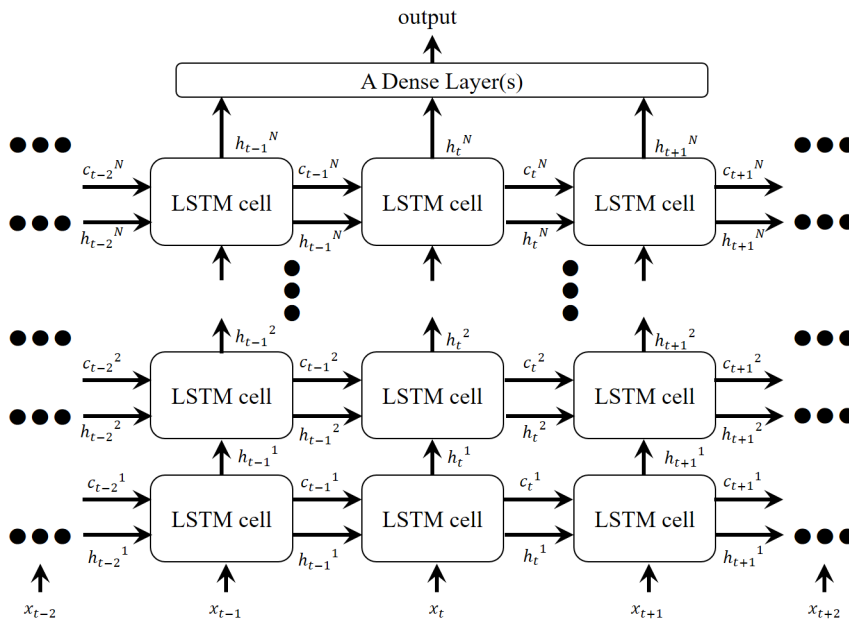 output
A Dense Layer(s)
h_{t-1}^N h_t^N h_{t+1}^N
c_{t-2}^N c_{t-1}^N c_t^N c_{t+1}^N
LSTM cell LSTM cell LSTM cell
h_{t-2}^N h_{t-1}^N h_t^N h_{t+1}^N
h_{t-1}^2 h_t^2 h_{t+1}^2
c_{t-2}^2 c_{t-1}^2 c_t^2 c_{t+1}^2
LSTM cell LSTM cell LSTM cell
h_{t-2}^2 h_{t-1}^2 h_t^2 h_{t+1}^2
h_{t-1}^1 h_t^1 h_{t+1}^1
c_{t-2}^1 c_{t-1}^1 c_t^1 c_{t+1}^1
LSTM cell LSTM cell LSTM cell
h_{t-2}^1 h_{t-1}^1 h_t^1 h_{t+1}^1
x_{t-2} x_{t-1} x_t x_{t+1} x_{t+2}